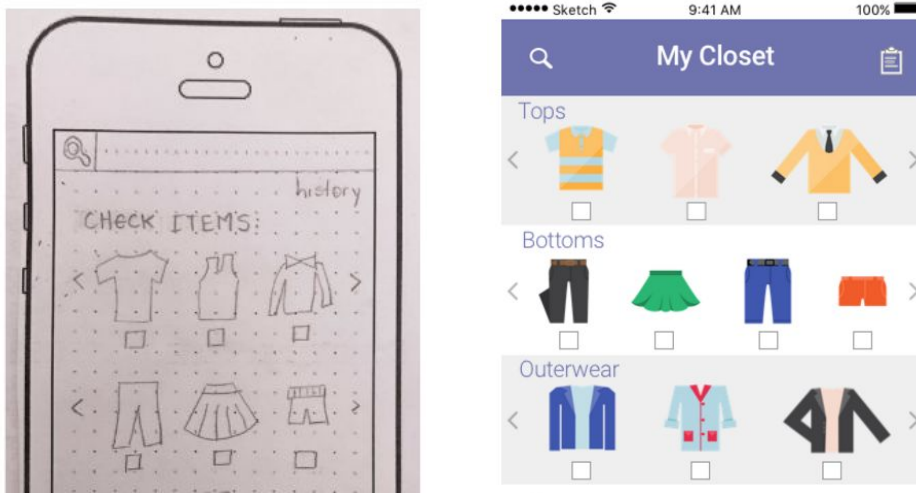 history
CHECK ITEMS:
Sketch 9:41 AM 100%
My Closet
Tops
Bottoms
Outerwear